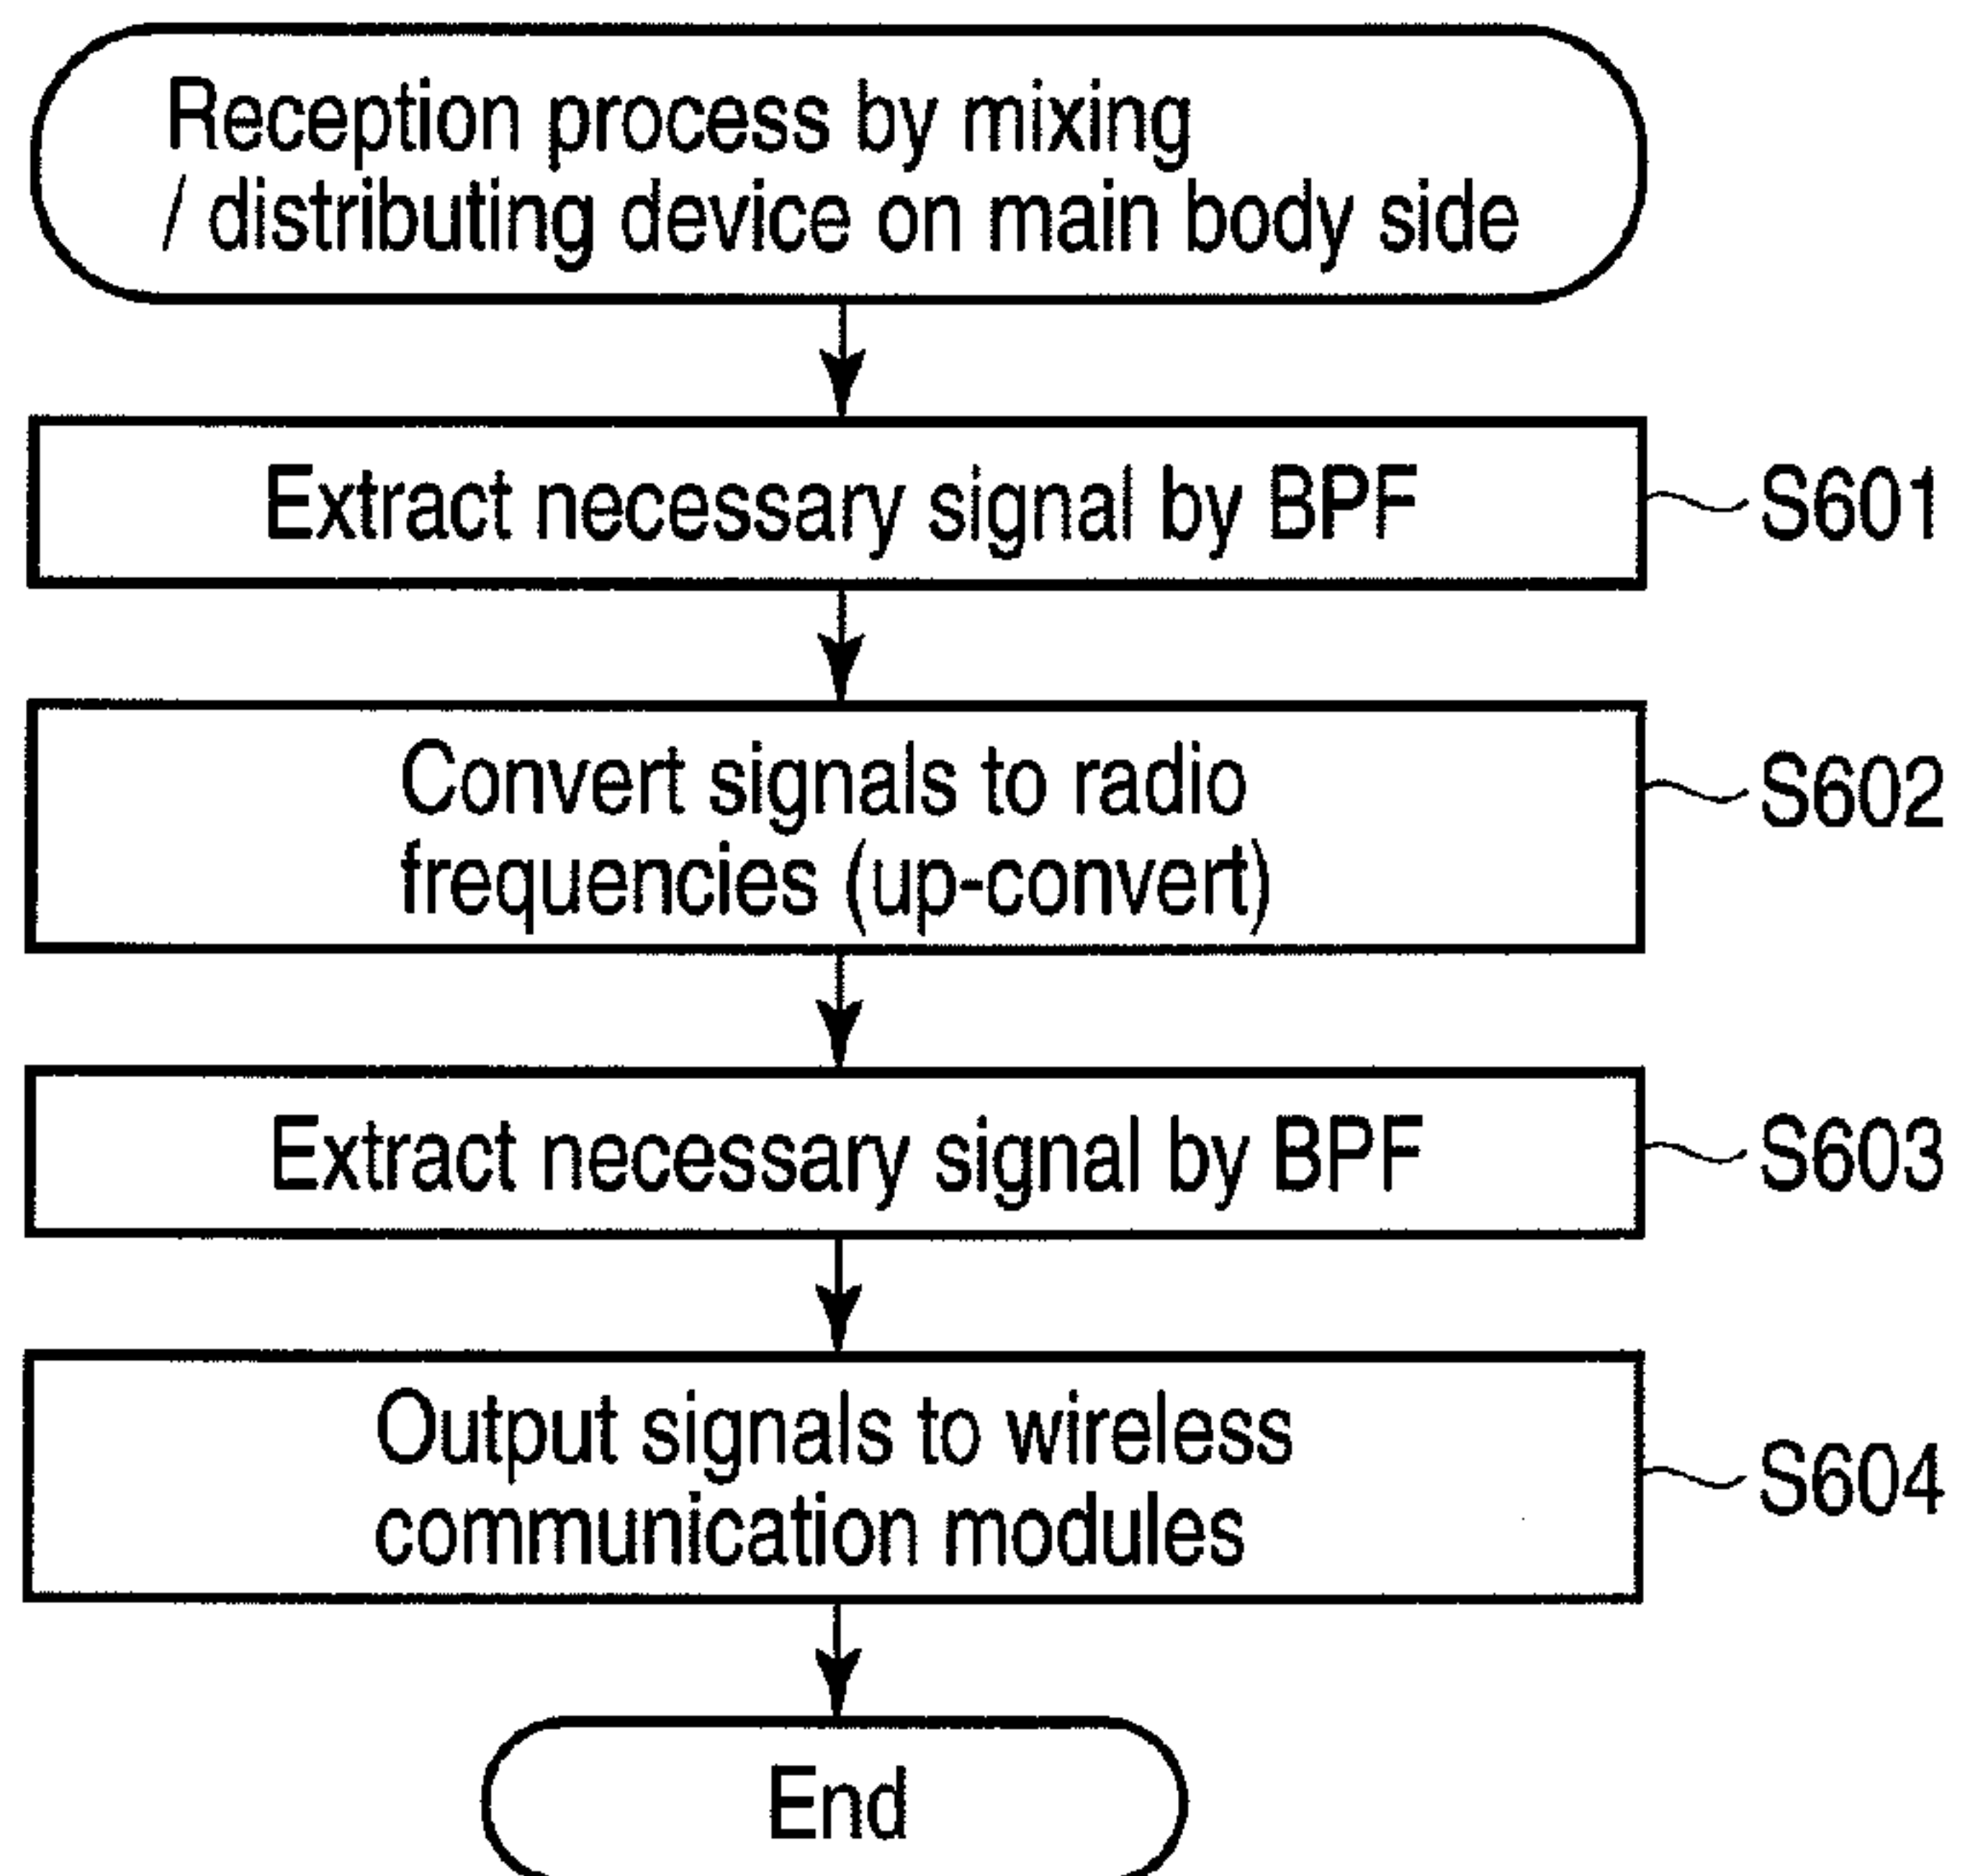 Reception process by mixing
/ distributing device on main body side
Extract necessary signal by BPF
S601
Convert signals to radio
frequencies (up-convert)
S602
Extract necessary signal by BPF
S603
Output signals to wireless
communication modules
S604
End